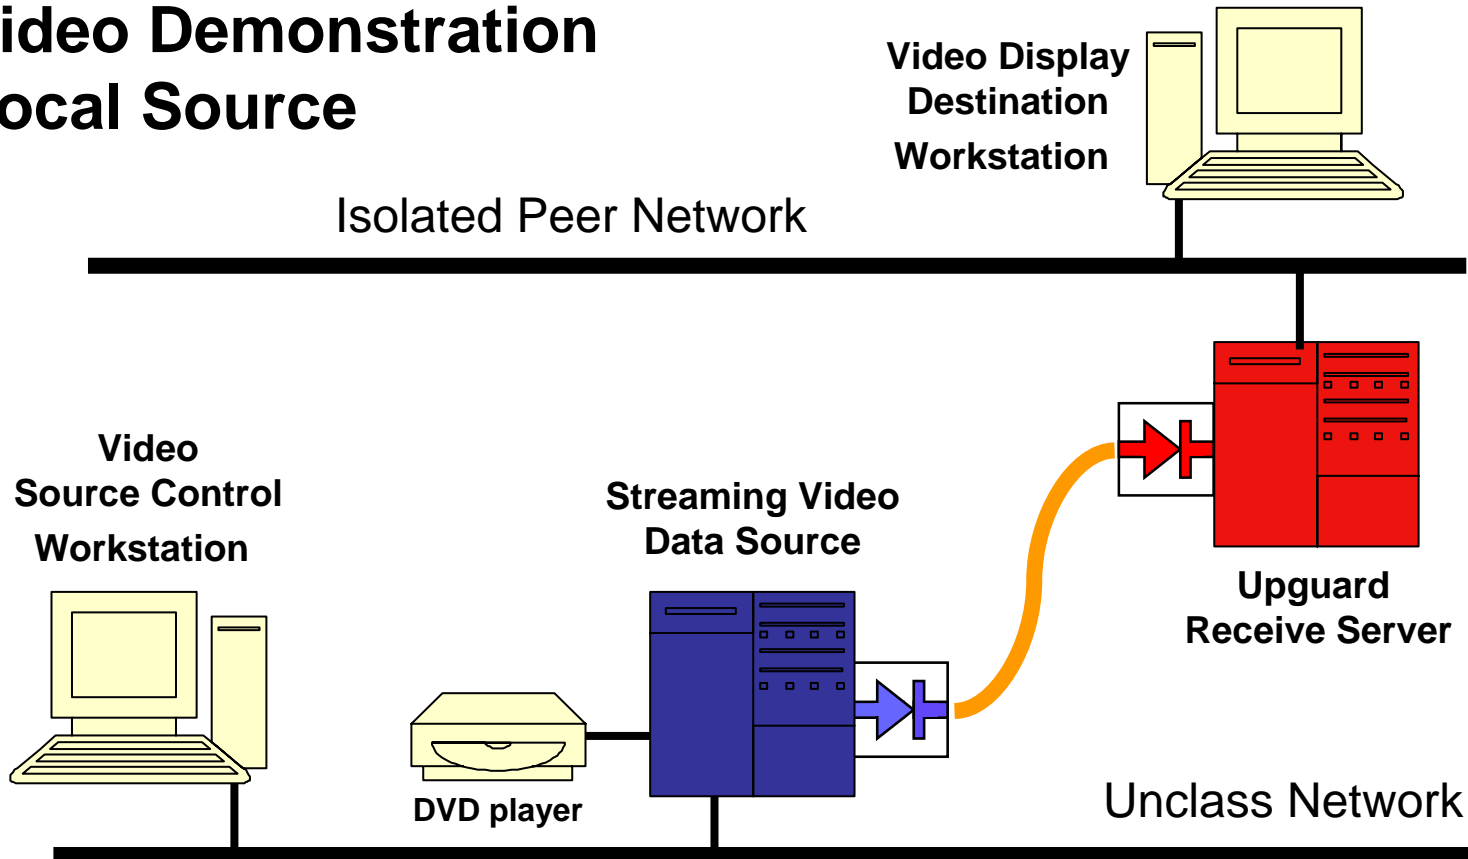 ideo Demonstration
ocal Source
Video Display
Destination
Workstation
Isolated Peer Network
Video
Source Control
Workstation
Streaming Video
Data Source
Upguard
Receive Server
DVD player
Unclass Network